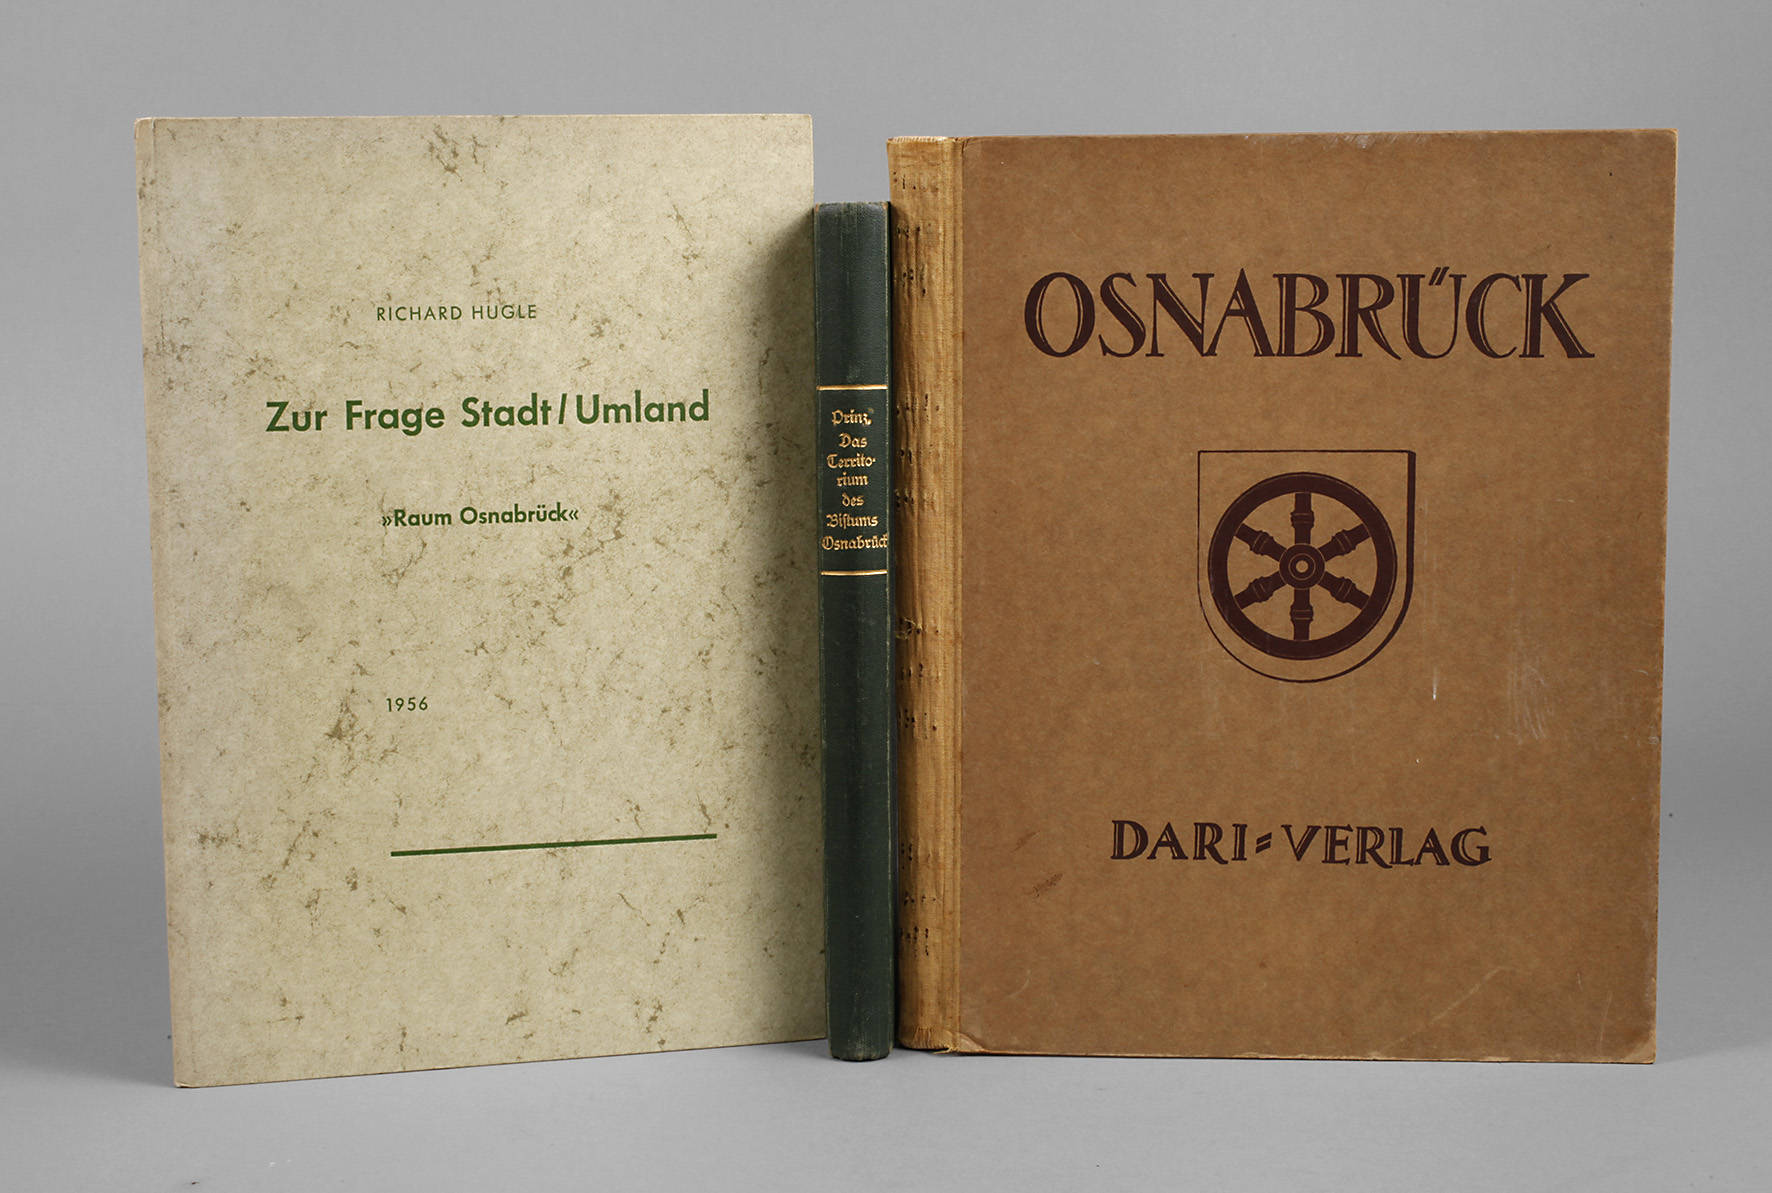 RICHARD HUGLE
Zur Frage Stadt/Umland
»Raum Osnabrück«
1956
Prinz,
Das
Territo-
rium
des
Bistums
Osnabrück
OSNABRÜCK
DARI-VERLAG